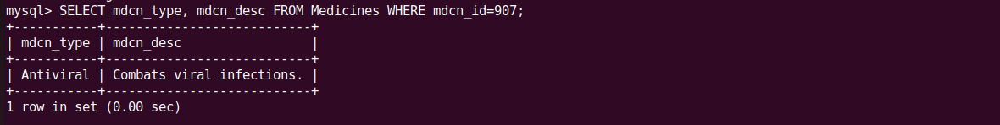 mysql> SELECT mdcn_type, mdcn_desc FROM Medicines WHERE mdcn_id=907;
+-----------+---------------------------+
| mdcn_type | mdcn_desc                 |
+-----------+---------------------------+
| Antiviral | Combats viral infections. |
+-----------+---------------------------+
1 row in set (0.00 sec)